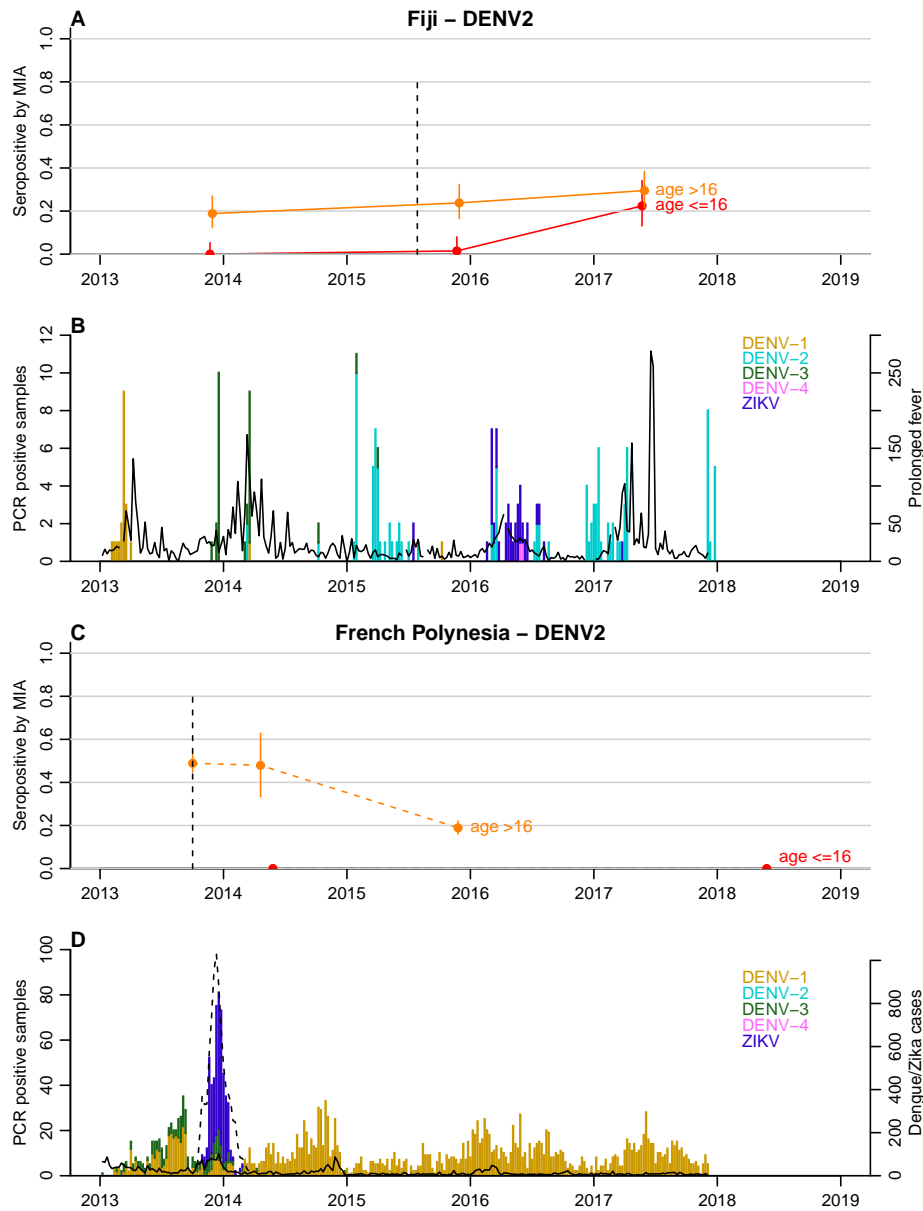 A
Fiji – DENV2
Seropositive by MIA
0.0 0.2 0.4 0.6 0.8 1.0
age >16
age <=16
2013 2014 2015 2016 2017 2018 2019
B
PCR positive samples
0 2 4 6 8 10 12
DENV–1
DENV–2
DENV–3
DENV–4
ZIKV
0 50 150 250
Prolonged fever
2013 2014 2015 2016 2017 2018 2019
C
French Polynesia – DENV2
Seropositive by MIA
0.0 0.2 0.4 0.6 0.8 1.0
age >16
age <=16
2013 2014 2015 2016 2017 2018 2019
D
PCR positive samples
0 20 40 60 80 100
DENV–1
DENV–2
DENV–3
DENV–4
ZIKV
0 200 400 600 800
Dengue/Zika cases
2013 2014 2015 2016 2017 2018 2019